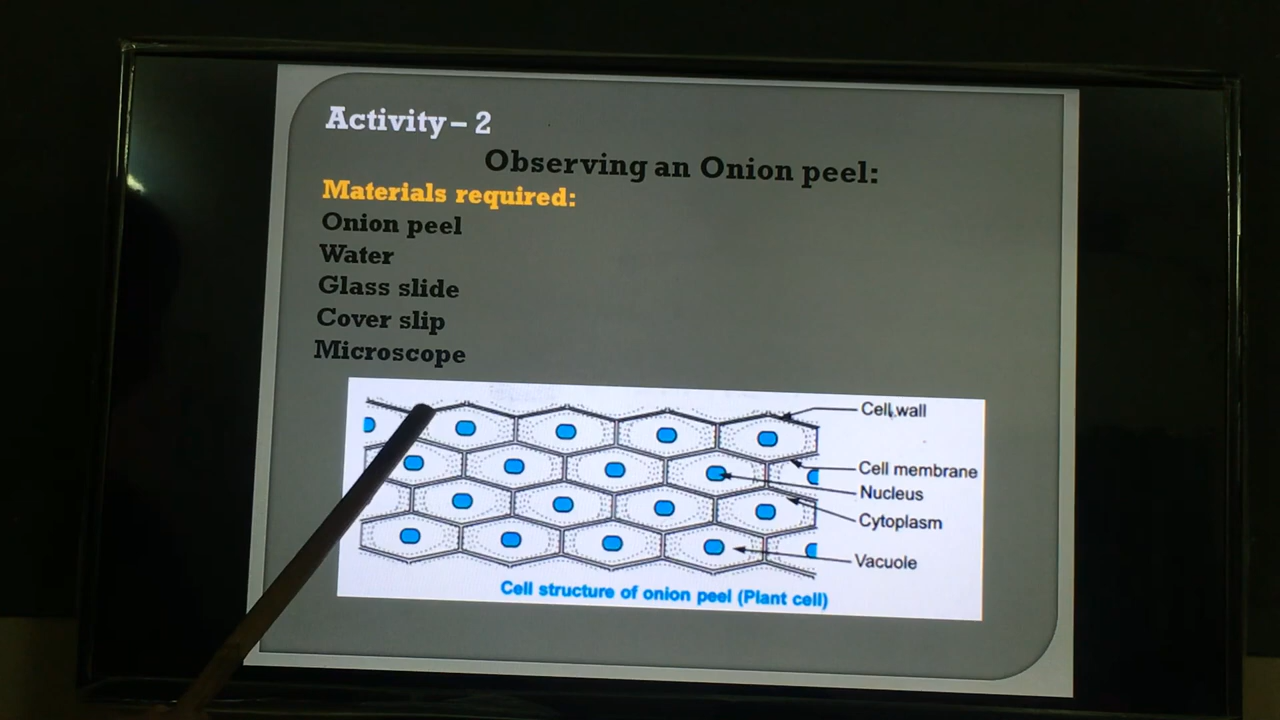 Activity – 2
Observing an Onion peel:
Materials required:
Onion peel
Water
Glass slide
Cover slip
Microscope
Cell wall
Cell membrane
Nucleus
Cytoplasm
Vacuole
Cell structure of onion peel (Plant cell)